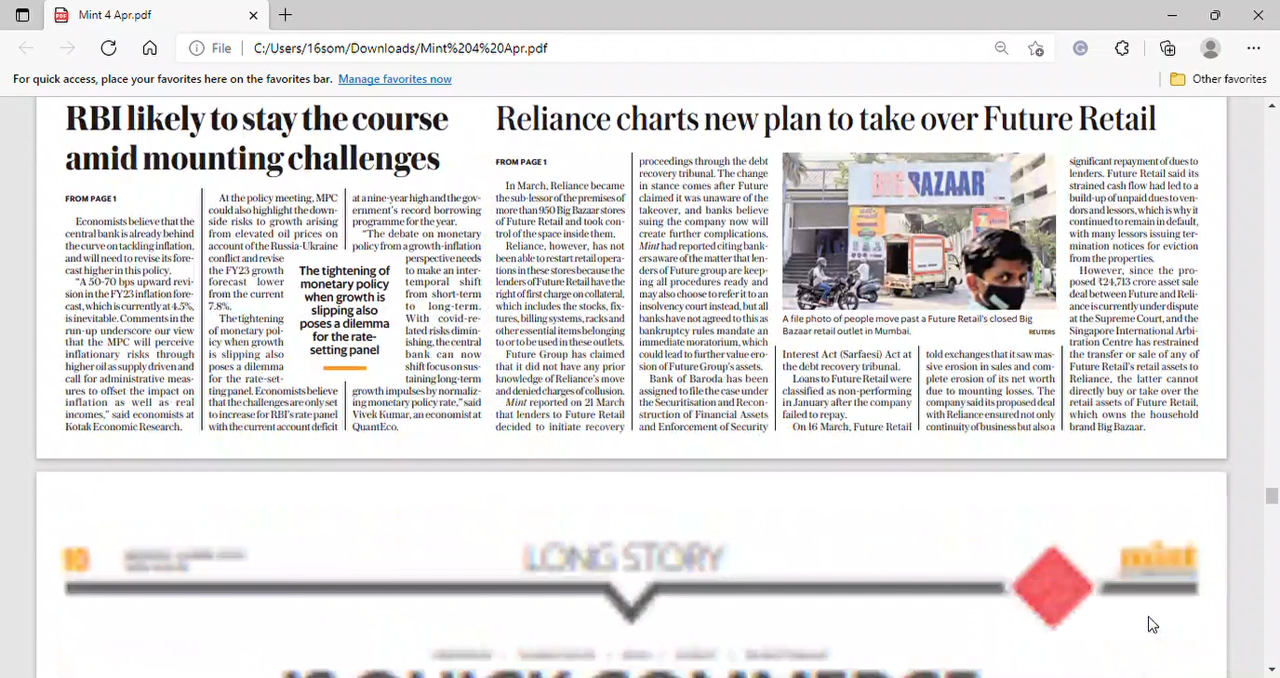 Mint 4 Apr.pdf
File
C:/Users/16som/Downloads/Mint%204%20Apr.pdf
For quick access, place your favorites here on the favorites bar. Manage favorites now
Other favorites
RBI likely to stay the course
amid mounting challenges
FROM PAGE 1
Economists believe that the
central bank is already behind
the curve on tackling inflation,
and will need to revise its fore-
cast higher in this policy.
"A 50-70 bps upward revi-
sion in the FY23 inflation fore-
cast, which is currently at 4.5%,
is inevitable. Comments in the
run-up underscore our view
that the MPC will perceive
inflationary risks through
higher oil as supply driven and
call for administrative meas-
ures to offset the impact on
inflation as well as real
incomes," said economists at
Kotak Economic Research.
At the policy meeting, MPC
could also highlight the down-
side risks to growth arising
from elevated oil prices on
account of the Russia-Ukraine
conflict and revise
the FY23 growth
forecast lower
from the current
7.8%.
The tightening
of monetary pol-
icy when growth
is slipping also
poses a dilemma
for the rate-set-
ting panel. Economists believe
that the challenges are only set
to increase for RBI's rate panel
with the current account deficit
The tightening of
monetary policy
when growth is
slipping also
poses a dilemma
for the rate-
setting panel
at a nine-year high and the gov-
ernment's record borrowing
programme for the year.
"The debate on monetary
policy from a growth-inflation
perspective needs
to make an inter-
temporal shift
from short-term
to long-term.
With covid-re-
lated risks dimin-
ishing, the central
bank can now
shift focus on sus-
taining long-term
growth impulses by normaliz-
ing monetary policy rate," said
Vivek Kumar, an economist at
QuantEco.
Reliance charts new plan to take over Future Retail
FROM PAGE 1
In March, Reliance became
the sub-lessor of the premises of
more than 950 Big Bazaar stores
of Future Retail and took con-
trol of the space inside them.
Reliance, however, has not
been able to restart retail opera-
tions in these stores because the
lenders of Future Retail have the
right of first charge on collateral,
which includes the stocks, fix-
tures, billing systems, racks and
other essential items belonging
to or to be used in these outlets.
Future Group has claimed
that it did not have any prior
knowledge of Reliance's move
and denied charges of collusion.
Mint reported on 21 March
that lenders to Future Retail
decided to initiate recovery
proceedings through the debt
recovery tribunal. The change
in stance comes after Future
claimed it was unaware of the
takeover, and banks believe
suing the company now will
create further complications.
Mint had reported citing bank-
ers aware of the matter that len-
ders of Future group are keep-
ing all procedures ready and
may also choose to refer it to an
insolvency court instead, but all
banks have not agreed to this as
bankruptcy rules mandate an
immediate moratorium, which
could lead to further value ero-
sion of Future Group's assets.
Bank of Baroda has been
assigned to file the case under
the Securitisation and Recon-
struction of Financial Assets
and Enforcement of Security
BIG BAZAAR
A file photo of people move past a Future Retail's closed Big
Bazaar retail outlet in Mumbai.
REUTERS
Interest Act (Sarfaesi) Act at
the debt recovery tribunal.
Loans to Future Retail were
classified as non-performing
in January after the company
failed to repay.
On 16 March, Future Retail
told exchanges that it saw mas-
sive erosion in sales and com-
plete erosion of its net worth
due to mounting losses. The
company said its proposed deal
with Reliance ensured not only
continuity of business but also a
significant repayment of dues to
lenders. Future Retail said its
strained cash flow had led to a
build-up of unpaid dues to ven-
dors and lessors, which is why it
continued to remain in default,
with many lessors issuing ter-
mination notices for eviction
from the properties.
However, since the pro-
posed ₹24,713 crore asset sale
deal between Future and Reli-
ance is currently under dispute
at the Supreme Court, and the
Singapore International Arbi-
tration Centre has restrained
the transfer or sale of any of
Future Retail's retail assets to
Reliance, the latter cannot
directly buy or take over the
retail assets of Future Retail,
which owns the household
brand Big Bazaar.
10
LONG STORY
mint
IS QUICK COMMERCE